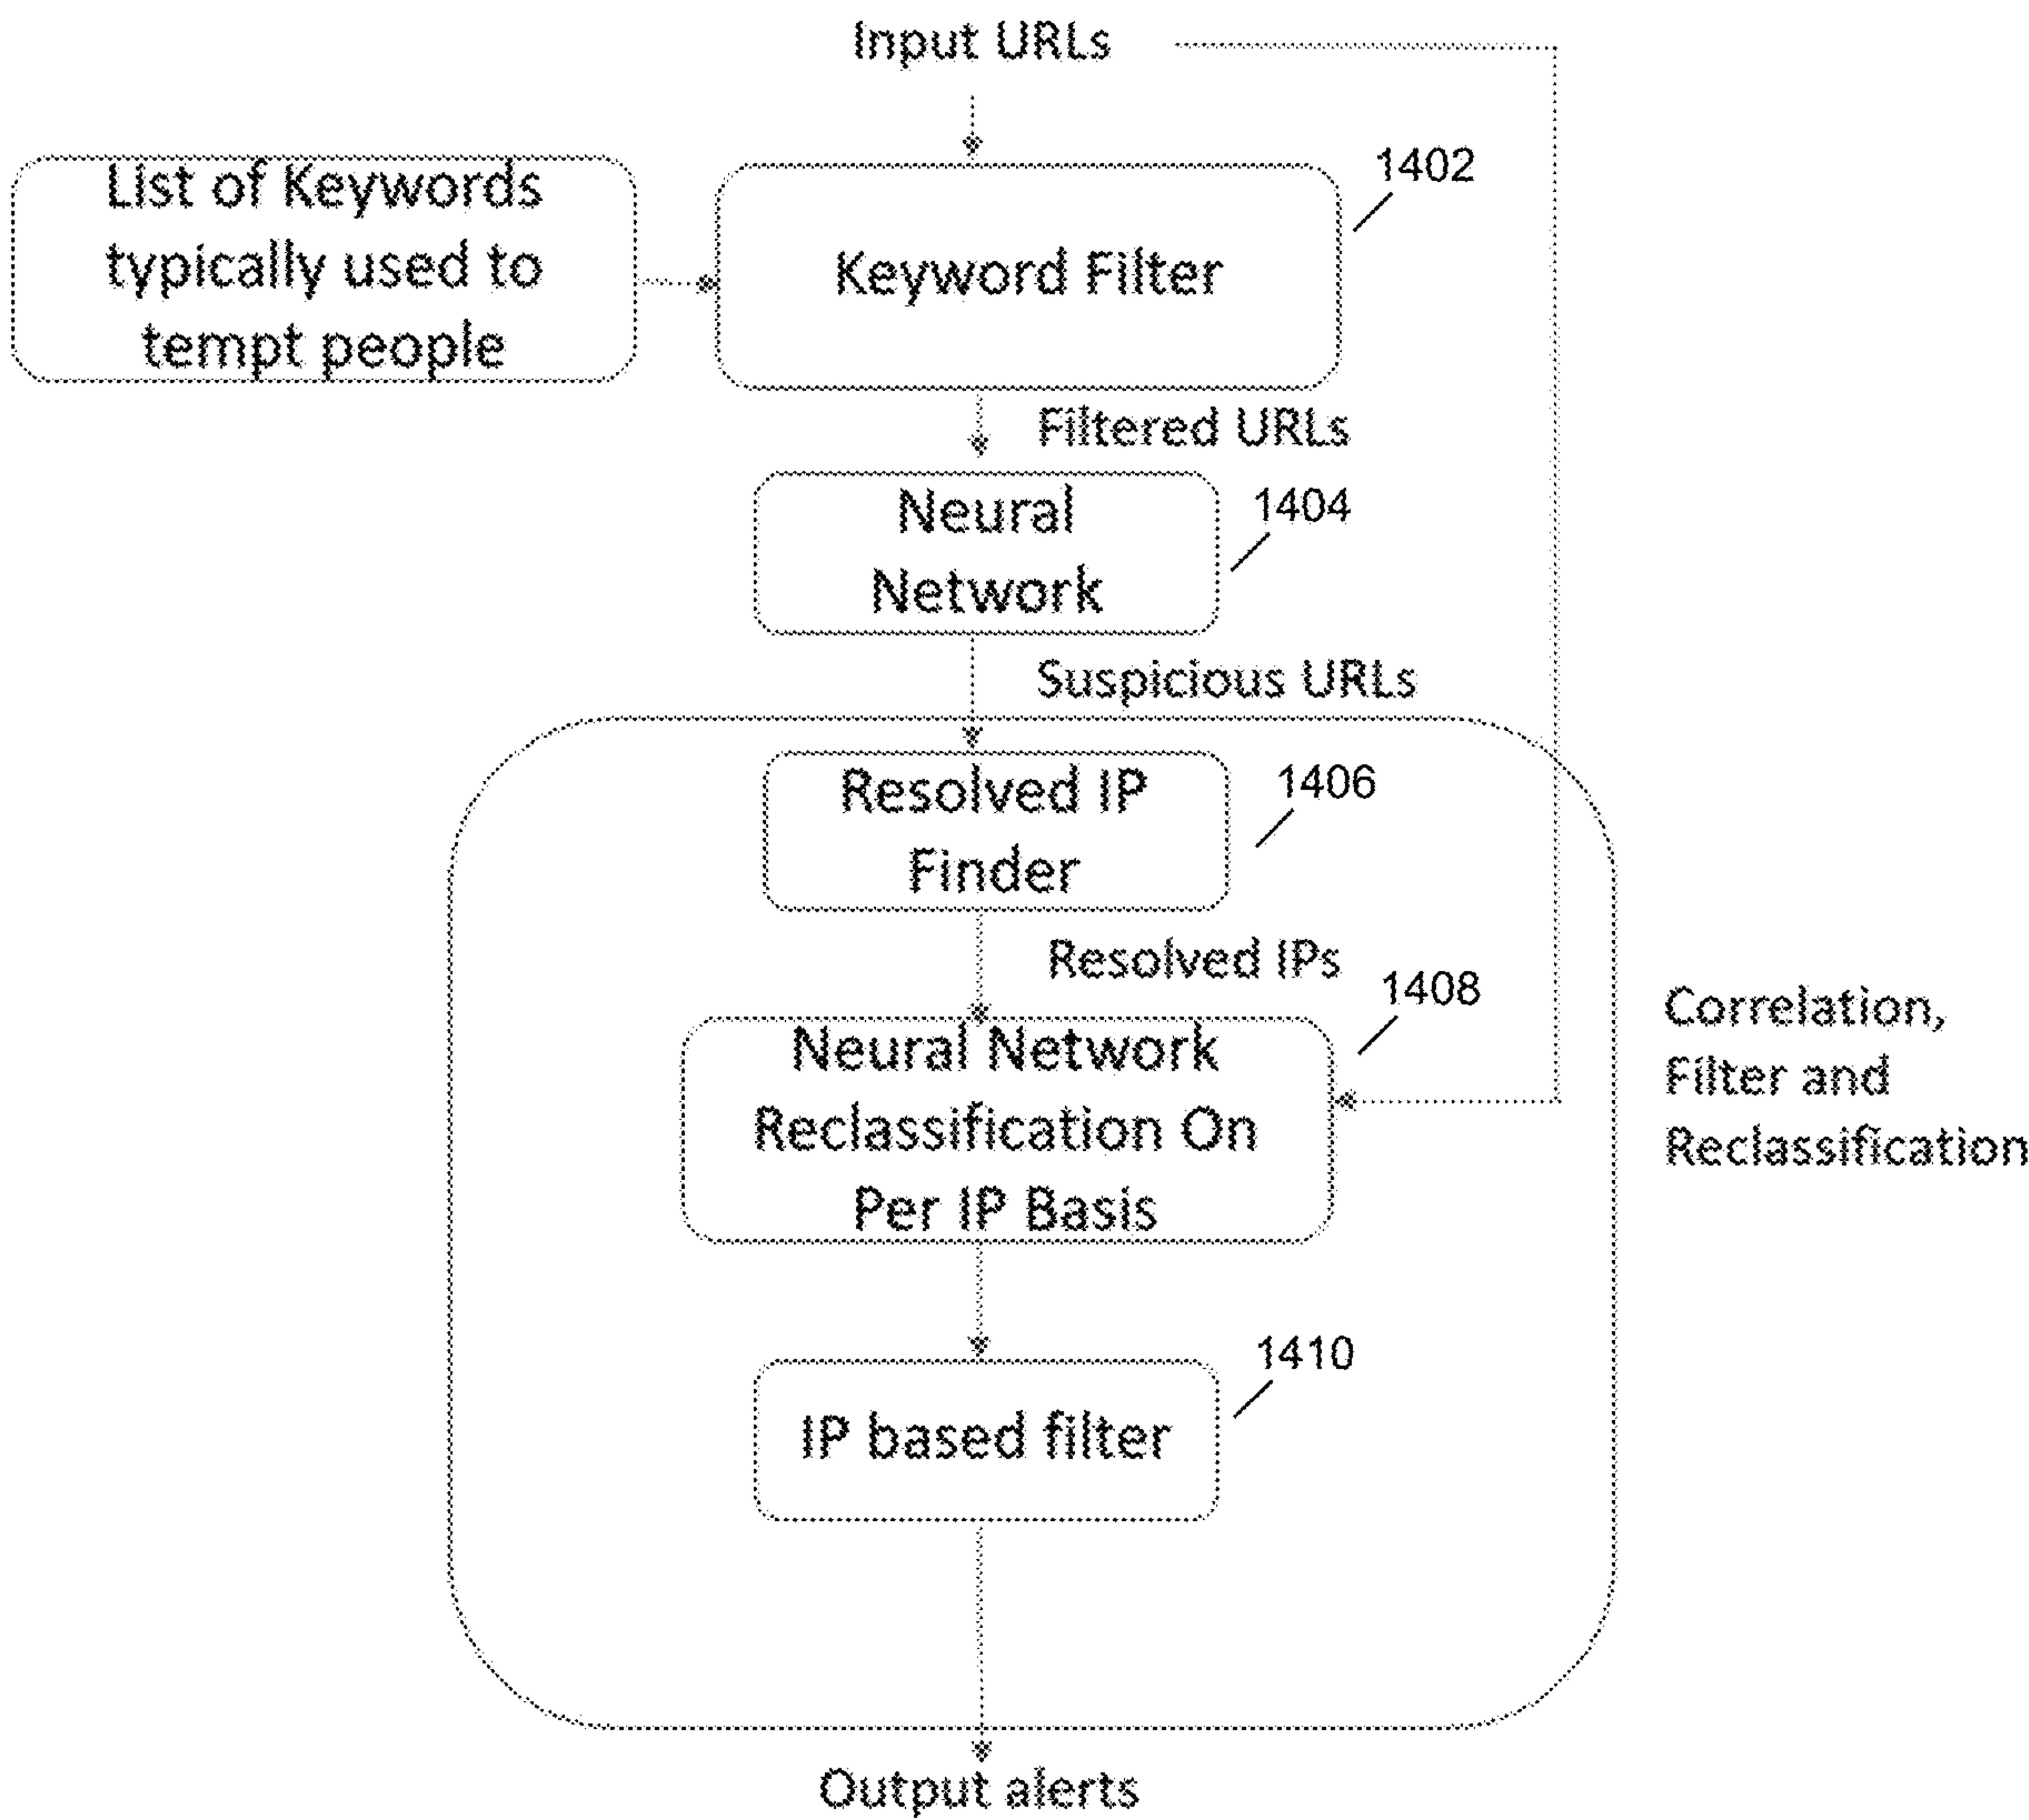 Input URLs
List of Keywords
typically used to
tempt people
1402
Keyword Filter
Filtered URLs
Neural
Network
1404
Suspicious URLs
Resolved IP
Finder
1406
Resolved IPs
1408
Neural Network
Reclassification On
Per IP Basis
Correlation,
Filter and
Reclassification
1410
IP based filter
Output alerts